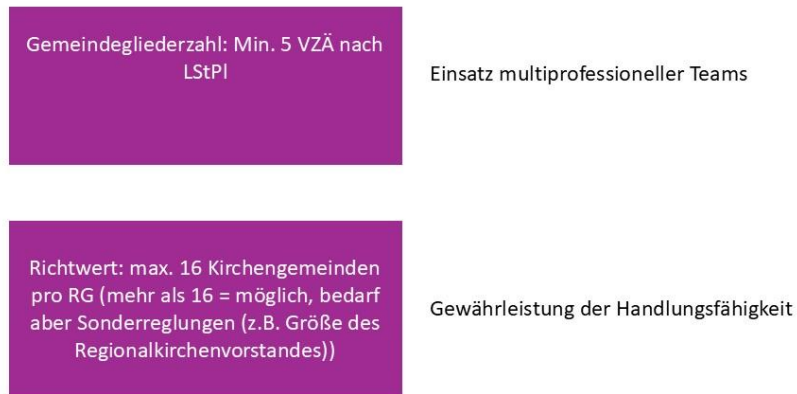 Gemeindegliederzahl: Min. 5 VZÄ nach
LStPl
Einsatz multiprofessioneller Teams
Richtwert: max. 16 Kirchengemeinden
pro RG (mehr als 16 = möglich, bedarf
aber Sonderreglungen (z.B. Größe des
Regionalkirchenvorstandes))
Gewährleistung der Handlungsfähigkeit